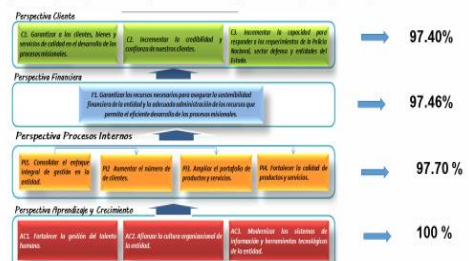 Perspectiva Cliente
C1. Garantizar a los clientes, bienes y
servicios de calidad en el desarrollo de los
procesos misionales.
C2. Incrementar la credibilidad y
confianza de nuestros clientes.
C3. Incrementar la capacidad para
responder a los requerimientos de la Policía
Nacional, sector defensa y entidades del
Estado.
97.40%
Perspectiva Financiera
F1. Garantizar los recursos necesarios para asegurar la sostenibilidad
financiera de la entidad y la adecuada administración de los recursos que
permita el eficiente desarrollo de los procesos misionales.
97.46%
Perspectiva Procesos Internos
PI1. Consolidar el enfoque
integral de gestión en la
entidad.
PI2 Aumentar el número de
de clientes.
PI3. Ampliar el portafolio de
productos y servicios.
PI4. Fortalecer la calidad de
productos y servicios.
97.70 %
Perspectiva Aprendizaje y Crecimiento
AC1. Fortalecer la gestión del talento
humano.
AC2. Afianzar la cultura organizacional de
la entidad.
AC3. Modernizar los sistemas de
información y herramientas tecnológicas
de la entidad.
100 %